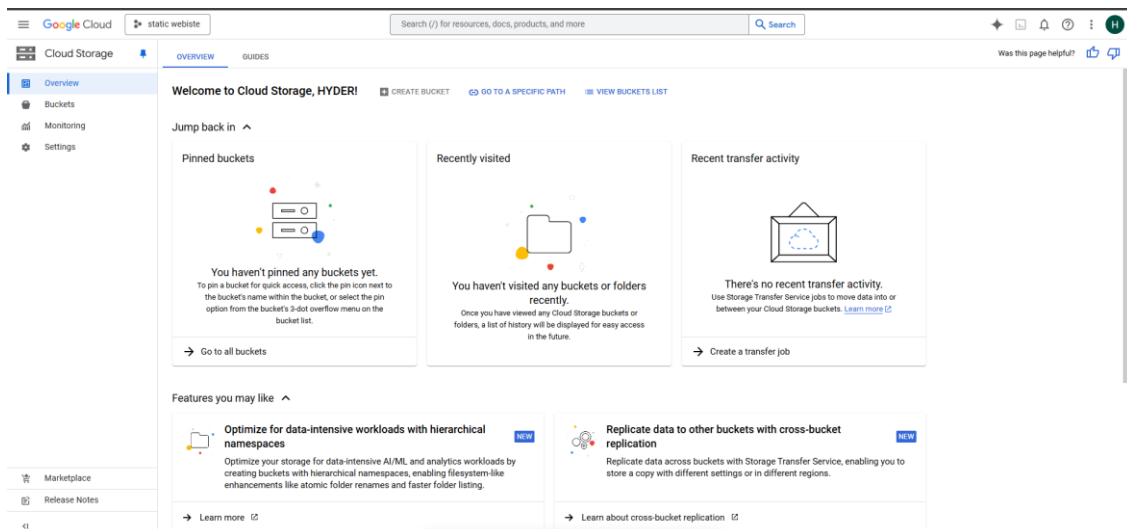 Google Cloud
static webiste
Search (/) for resources, docs, products, and more
Search
H
Cloud Storage
OVERVIEW
GUIDES
Was this page helpful?
Overview
Buckets
Monitoring
Settings
Welcome to Cloud Storage, HYDER!
CREATE BUCKET
GO TO A SPECIFIC PATH
VIEW BUCKETS LIST
Jump back in
Pinned buckets
You haven't pinned any buckets yet.
To pin a bucket for quick access, click the pin icon next
to the bucket's name within the bucket, or select the pin
option from the bucket's 3-dot overflow menu on the
bucket list.
Go to all buckets
Recently visited
You haven't visited any buckets or folders
recently.
Once you have viewed any Cloud Storage buckets or
folders, a list of history will be displayed for easy access
in the future.
Recent transfer activity
There's no recent transfer activity.
Use Storage Transfer Service jobs to move data into or
between your Cloud Storage buckets. Learn more
Create a transfer job
Features you may like
Optimize for data-intensive workloads with hierarchical
namespaces
NEW
Optimize your storage for data-intensive AI/ML and analytics workloads by
creating buckets with hierarchical namespaces, enabling filesystem-like
enhancements like atomic folder renames and faster folder listing.
Learn more
Replicate data to other buckets with cross-bucket
replication
NEW
Replicate data across buckets with Storage Transfer Service, enabling you to
store a copy with different settings or in different regions.
Learn about cross-bucket replication
Marketplace
Release Notes